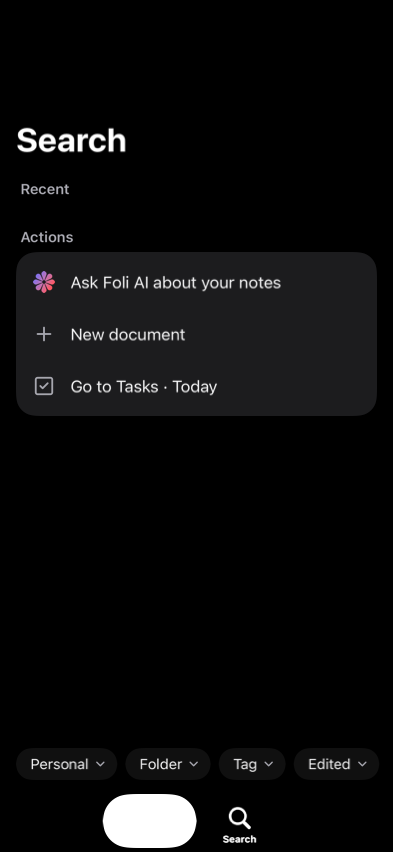 Search
Recent
Actions
Ask Foli AI about your notes
New document
Go to Tasks · Today
Personal
Folder
Tag
Edited
Search